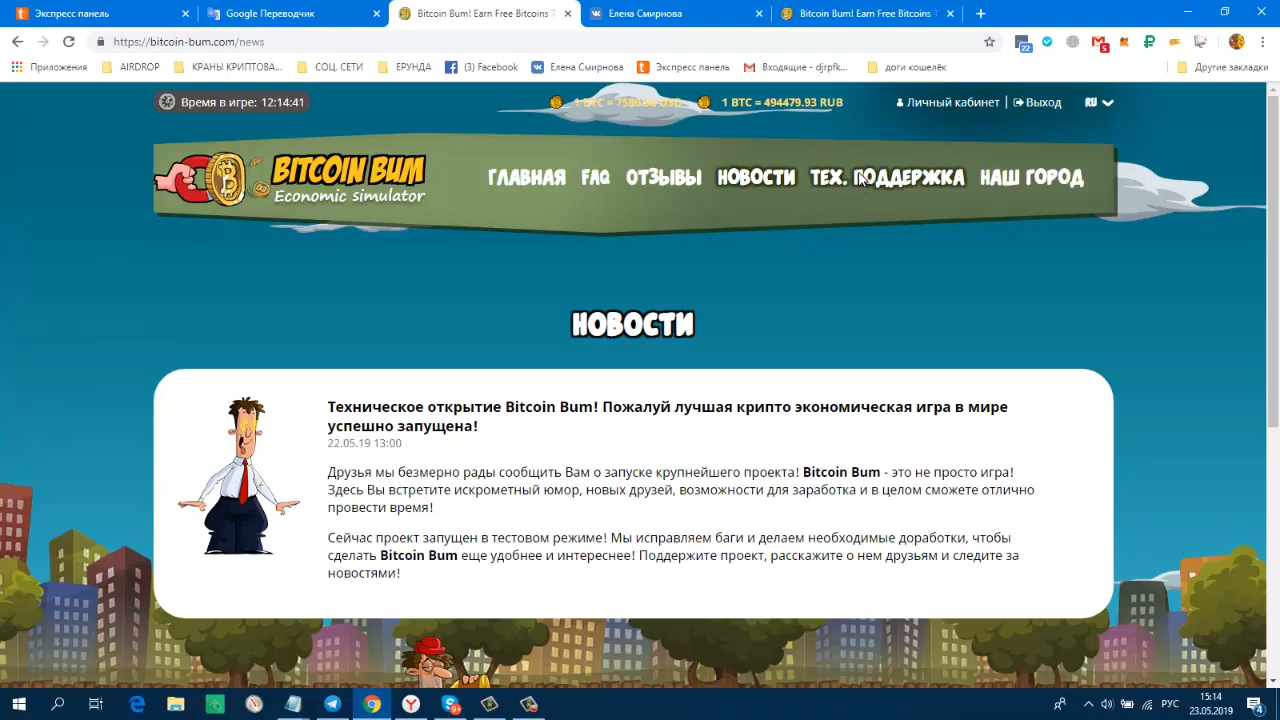 Экспресс панель
Google Переводчик
Bitcoin Bum! Earn Free Bitcoins T
Елена Смирнова
Bitcoin Bum! Earn Free Bitcoins T
https://bitcoin-bum.com/news
22
5
Приложения
AIRDROP
КРАНЫ КРИПТОВА...
СОЦ. СЕТИ
ЕРУНДА
(3) Facebook
Елена Смирнова
Экспресс панель
Входящие - djrpfk...
доги кошелёк
Другие закладки
Время в игре: 12:14:41
1 BTC = 494479.93 RUB
Личный кабинет
Выход
RU
BITCOIN BUM
Economic simulator
ГЛАВНАЯ
FAQ
ОТЗЫВЫ
НОВОСТИ
ТЕХ. ПОДДЕРЖКА
НАШ ГОРОД
НОВОСТИ
Техническое открытие Bitcoin Bum! Пожалуй лучшая крипто экономическая игра в мире
успешно запущена!
22.05.19 13:00
Друзья мы безмерно рады сообщить Вам о запуске крупнейшего проекта! Bitcoin Bum - это не просто игра!
Здесь Вы встретите искрометный юмор, новых друзей, возможности для заработка и в целом сможете отлично
провести время!
Сейчас проект запущен в тестовом режиме! Мы исправляем баги и делаем необходимые доработки, чтобы
сделать Bitcoin Bum еще удобнее и интереснее! Поддержите проект, расскажите о нем друзьям и следите за
новостями!
РУС
15:14
23.05.2019
4